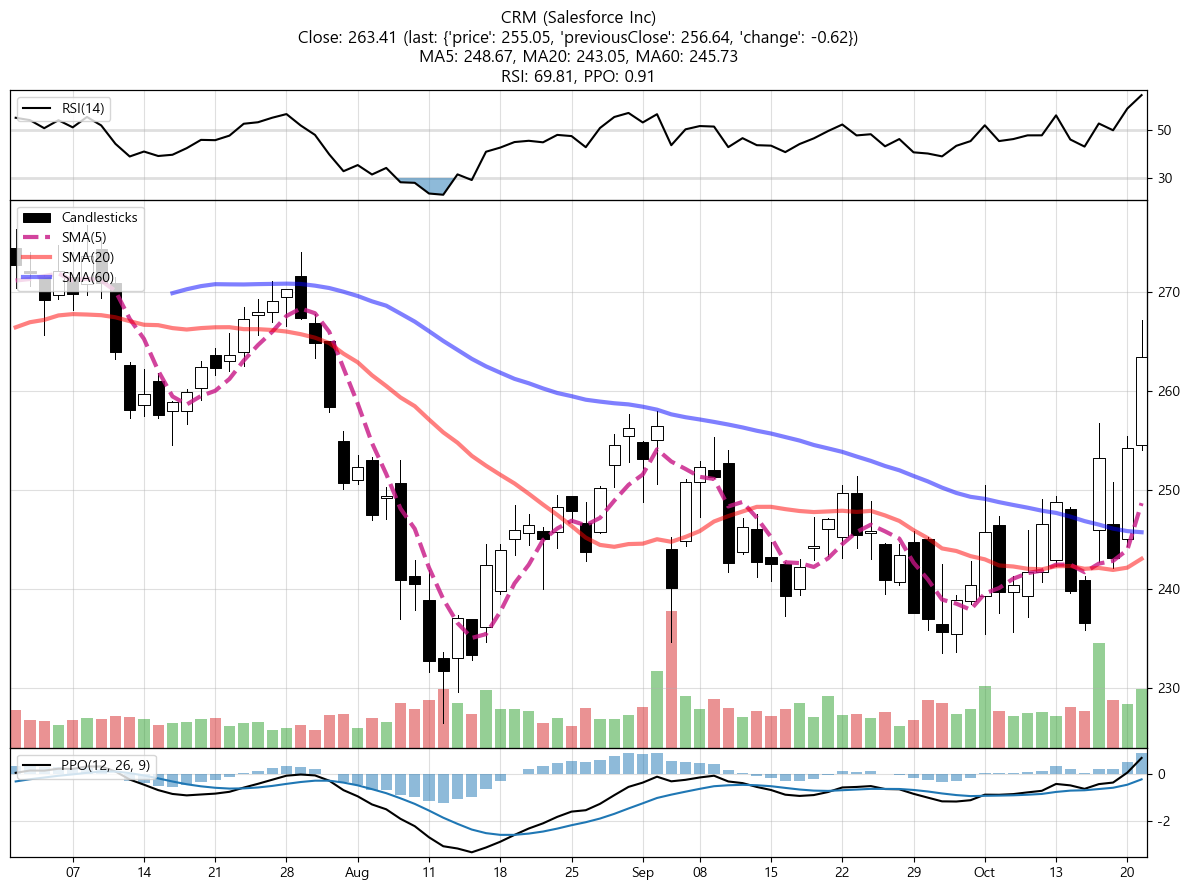 CRM (Salesforce Inc)
Close: 263.41 (last: {'price': 255.05, 'previousClose': 256.64, 'change': -0.62})
MA5: 248.67, MA20: 243.05, MA60: 245.73
RSI: 69.81, PPO: 0.91
RSI(14)
50
30
Candlesticks
SMA(5)
SMA(20)
SMA(60)
270
260
250
240
230
PPO(12, 26, 9)
0
-2
07 14 21 28 Aug 11 18 25 Sep 08 15 22 29 Oct 13 20